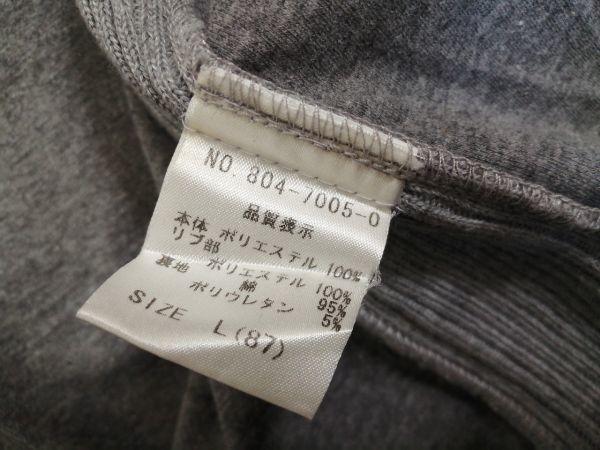 NO. 804-7005-0
品質表示
本体 ポリエステル 100%
リブ部 ポリエステル 100%
裏地 綿 95%
ポリウレタン 5%
SIZE L(87)